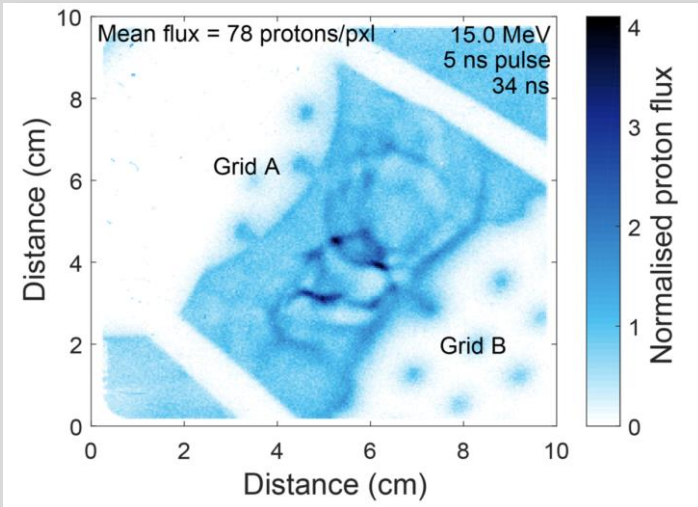 Mean flux = 78 protons/pxl
15.0 MeV
5 ns pulse
34 ns
Grid A
Grid B
10
8
6
4
2
0
Distance (cm)
0
2
4
6
8
10
Distance (cm)
4
3
2
1
0
Normalised proton flux